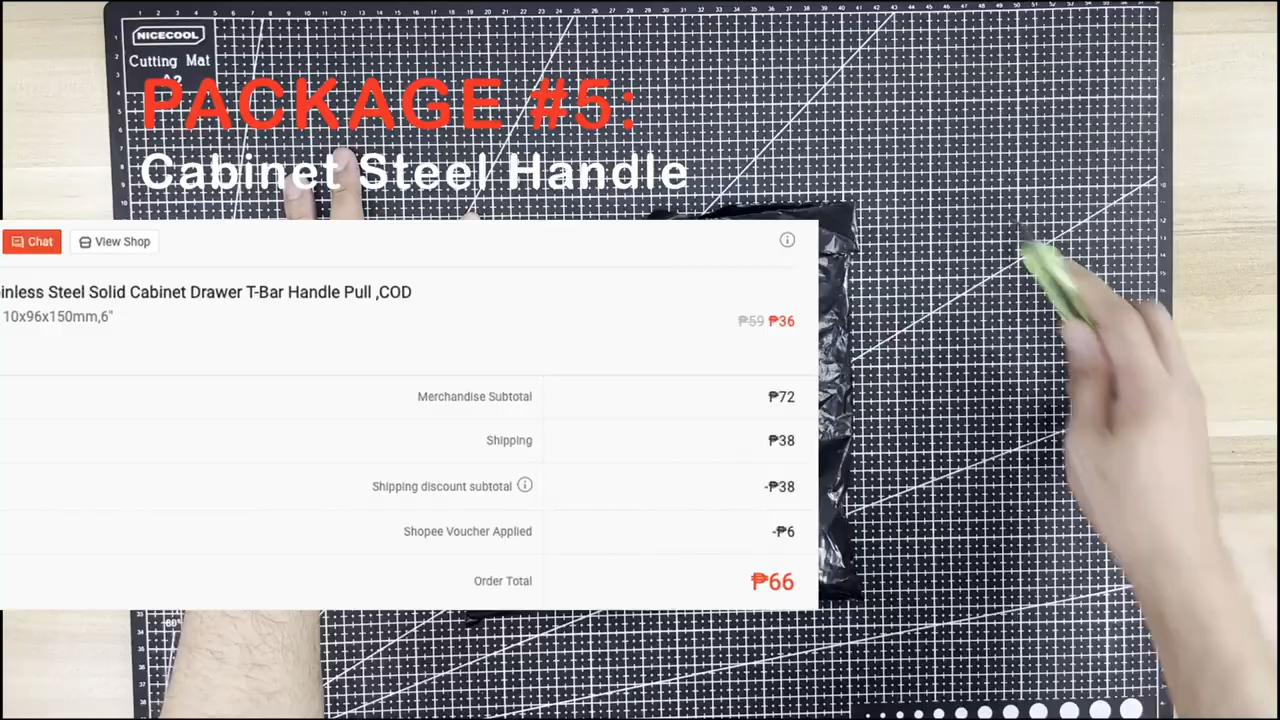 NICECOOL
Cutting Mat
A2
PACKAGE #5:
Cabinet Steel Handle
Chat
View Shop
inless Steel Solid Cabinet Drawer T-Bar Handle Pull ,COD
10x96x150mm,6"
₱59 ₱36
Merchandise Subtotal ₱72
Shipping ₱38
Shipping discount subtotal -₱38
Shopee Voucher Applied -₱6
Order Total ₱66